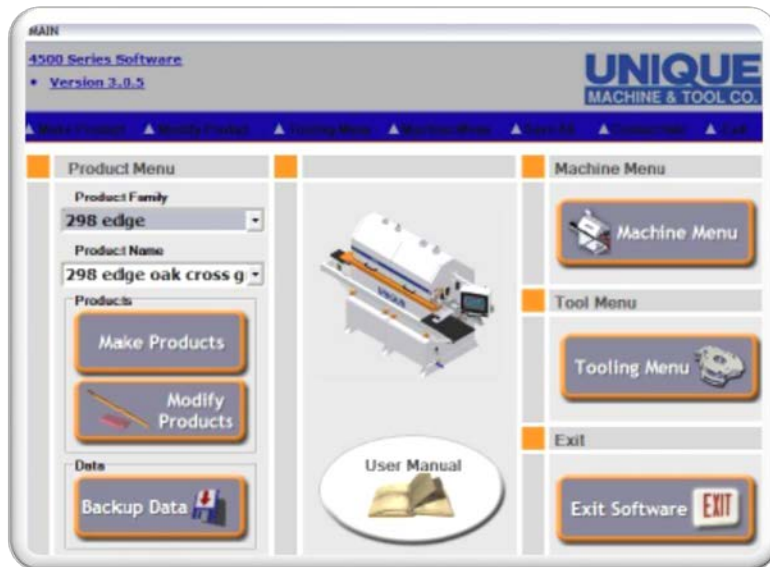 MAIN
4500 Series Software
• Version 3.0.5
UNIQUE
MACHINE & TOOL CO.
Product Menu
Product Family
298 edge
Product Name
298 edge oak cross g
Products
Make Products
Modify
Products
Data
Backup Data
UNIQUE
User Manual
Machine Menu
Machine Menu
Tool Menu
Tooling Menu
Exit
Exit Software
EXIT